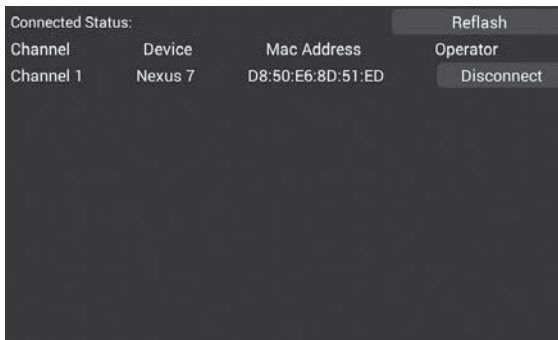 Connected Status: Reflash
Channel Device Mac Address Operator
Channel 1 Nexus 7 D8:50:E6:8D:51:ED Disconnect